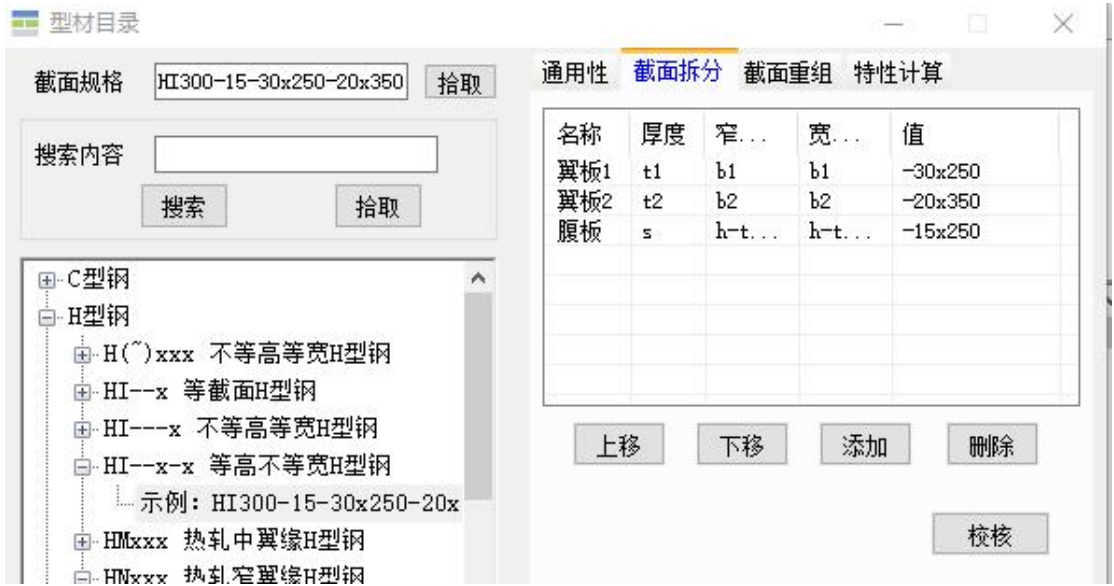 型材目录
截面规格 HI300-15-30x250-20x350 拾取
搜索内容
搜索 拾取
C型钢
H型钢
H(~)xxx 不等高等宽H型钢
HI--x 等截面H型钢
HI---x 不等高等宽H型钢
HI--x-x 等高不等宽H型钢
示例: HI300-15-30x250-20x
HMxxx 热轧中翼缘H型钢
HNxxx 热轧窄翼缘H型钢
通用性 截面拆分 截面重组 特性计算
名称 厚度 窄... 宽... 值
翼板1 t1 b1 b1 -30x250
翼板2 t2 b2 b2 -20x350
腹板 s h-t... h-t... -15x250
上移 下移 添加 删除
校核